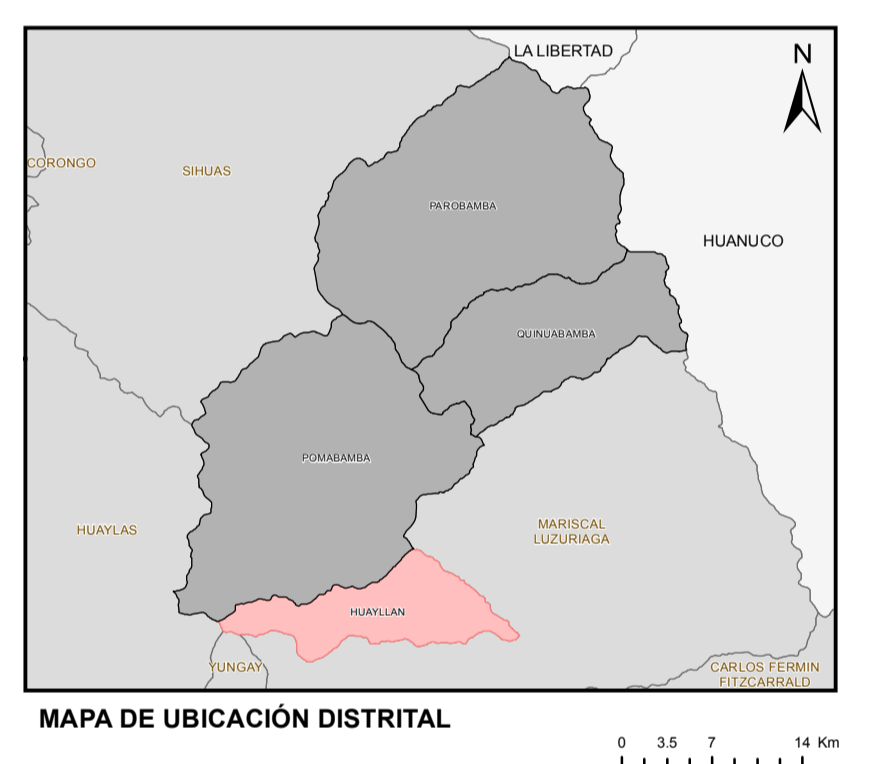 LA LIBERTAD
N
CORONGO
SIHUAS
PAROBAMBA
HUANUCO
QUINUABAMBA
POMABAMBA
HUAYLAS
MARISCAL
LUZURIAGA
HUAYLLAN
YUNGAY
CARLOS FERMIN
FITZCARRALD
MAPA DE UBICACIÓN DISTRITAL
0 3.5 7 14 Km